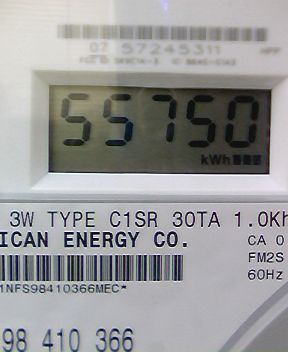 07 57245311
55750
kWh
3W TYPE C1SR 30TA 1.0Kh
ICAN ENERGY CO.
CA 0
FM2S
60Hz
1NFS98410366MEC*
98 410 366